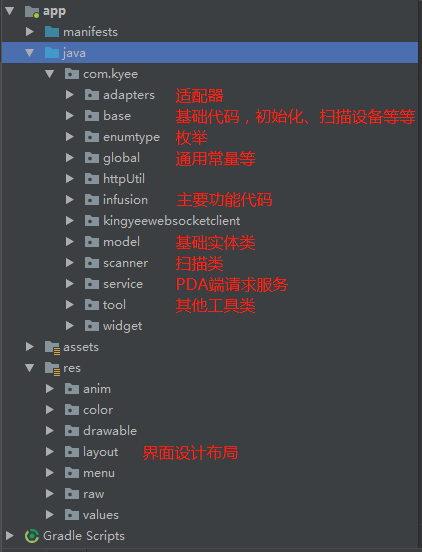 app
manifests
java
com.kyee
adapters 适配器
base 基础代码，初始化、扫描设备等等
enumtype 枚举
global 通用常量等
httpUtil
infusion 主要功能代码
kingyeewebsocketclient
model 基础实体类
scanner 扫描类
service PDA端请求服务
tool 其他工具类
widget
assets
res
anim
color
drawable
layout 界面设计布局
menu
raw
values
Gradle Scripts